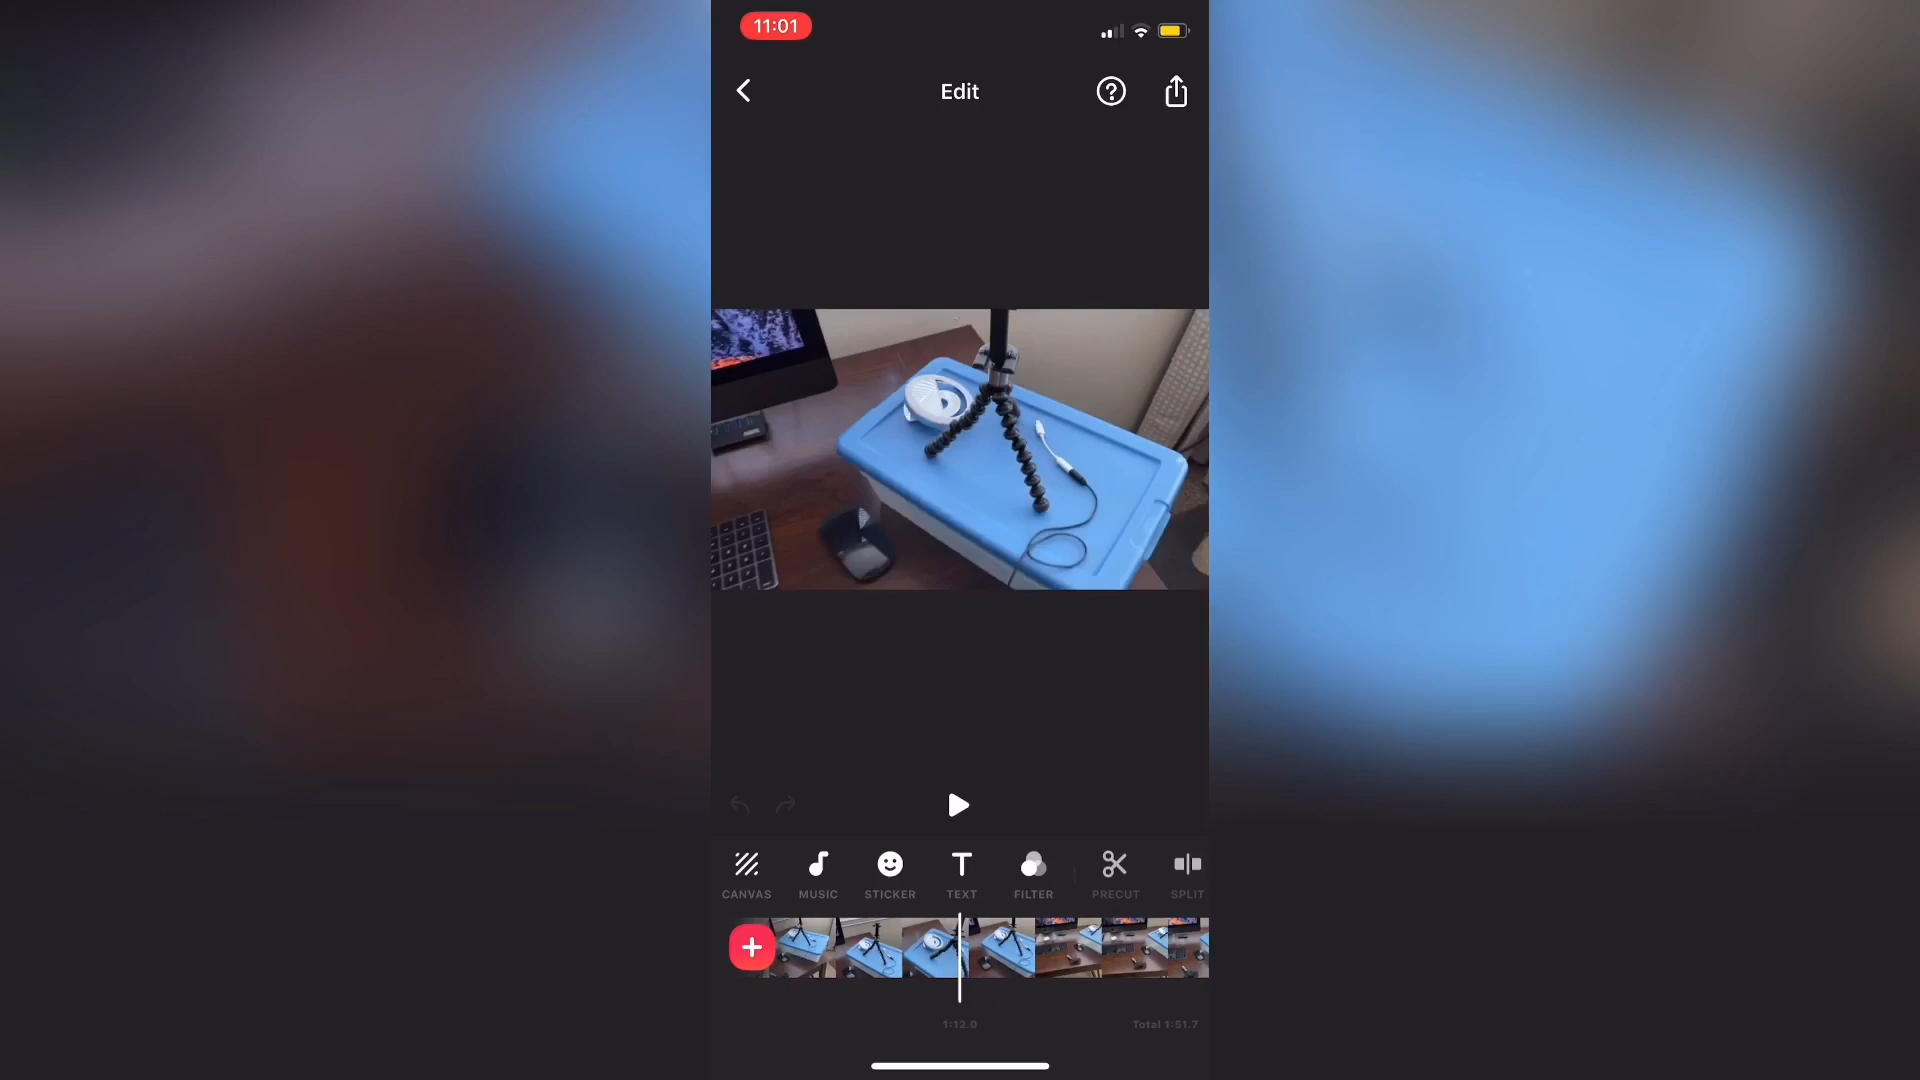 11:01
Edit
CANVAS MUSIC STICKER TEXT FILTER PRECUT SPLIT
1:12.0 Total 1:51.7